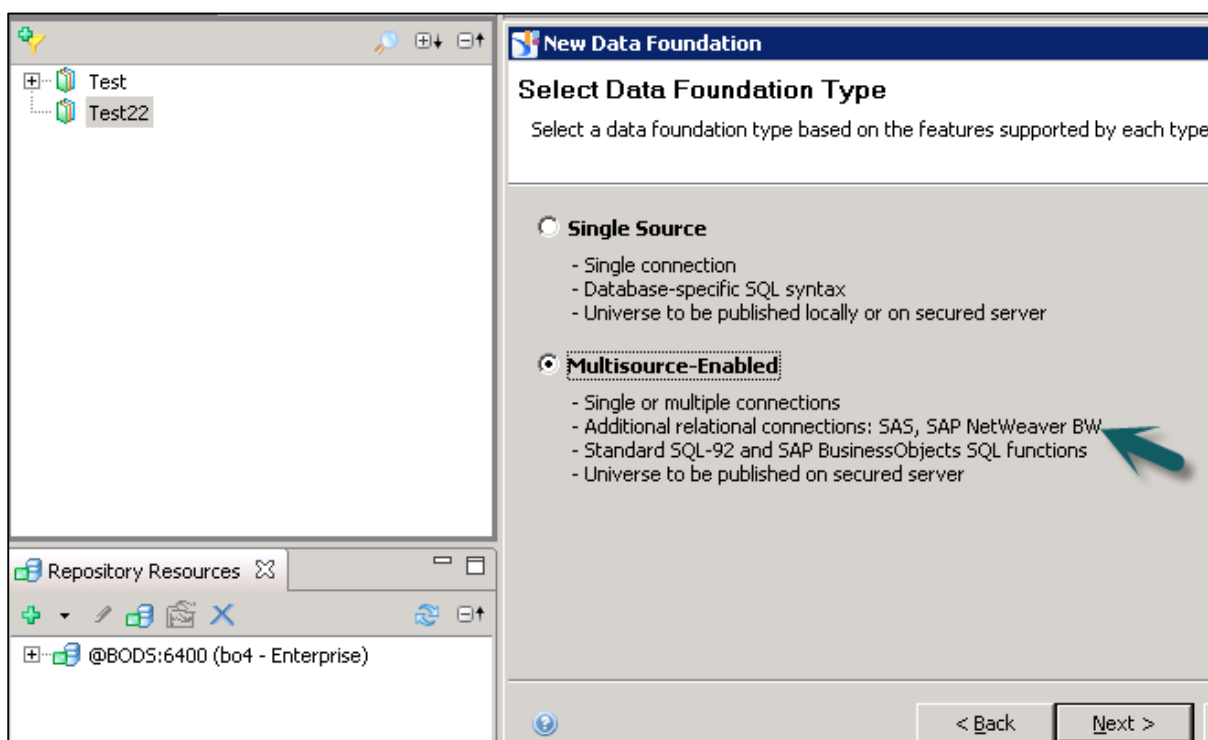 Test
Test22
Repository Resources
@BODS:6400 (bo4 - Enterprise)
New Data Foundation
Select Data Foundation Type
Select a data foundation type based on the features supported by each type
Single Source
- Single connection
- Database-specific SQL syntax
- Universe to be published locally or on secured server
Multisource-Enabled
- Single or multiple connections
- Additional relational connections: SAS, SAP NetWeaver BW
- Standard SQL-92 and SAP BusinessObjects SQL functions
- Universe to be published on secured server
< Back
Next >